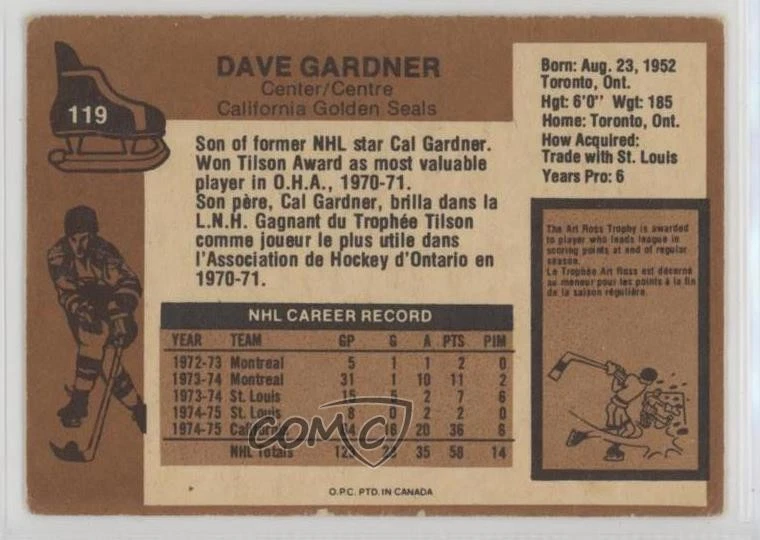 119
DAVE GARDNER
Center/Centre
California Golden Seals
Son of former NHL star Cal Gardner.
Won Tilson Award as most valuable
player in O.H.A., 1970-71.
Son père, Cal Gardner, brilla dans la
L.N.H. Gagnant du Trophée Tilson
comme joueur le plus utile dans
l'Association de Hockey d'Ontario en
1970-71.
Born: Aug. 23, 1952
Toronto, Ont.
Hgt: 6'0" Wgt: 185
Home: Toronto, Ont.
How Acquired:
Trade with St. Louis
Years Pro: 6
The Art Ross Trophy is awarded
to player who leads league in
scoring points at end of regular
season.
Le Trophée Art Ross est décerné
au meneur pour les points à la fin
de la saison régulière.
NHL CAREER RECORD
YEAR TEAM GP G A PTS PIM
1972-73 Montreal 5 1 1 2 0
1973-74 Montreal 31 1 10 11 2
1973-74 St. Louis 15 5 2 7 6
1974-75 St. Louis 8 0 2 2 0
1974-75 20 36 6
NHL Totals 35 58 14
COMC
O.P.C. PTD. IN CANADA